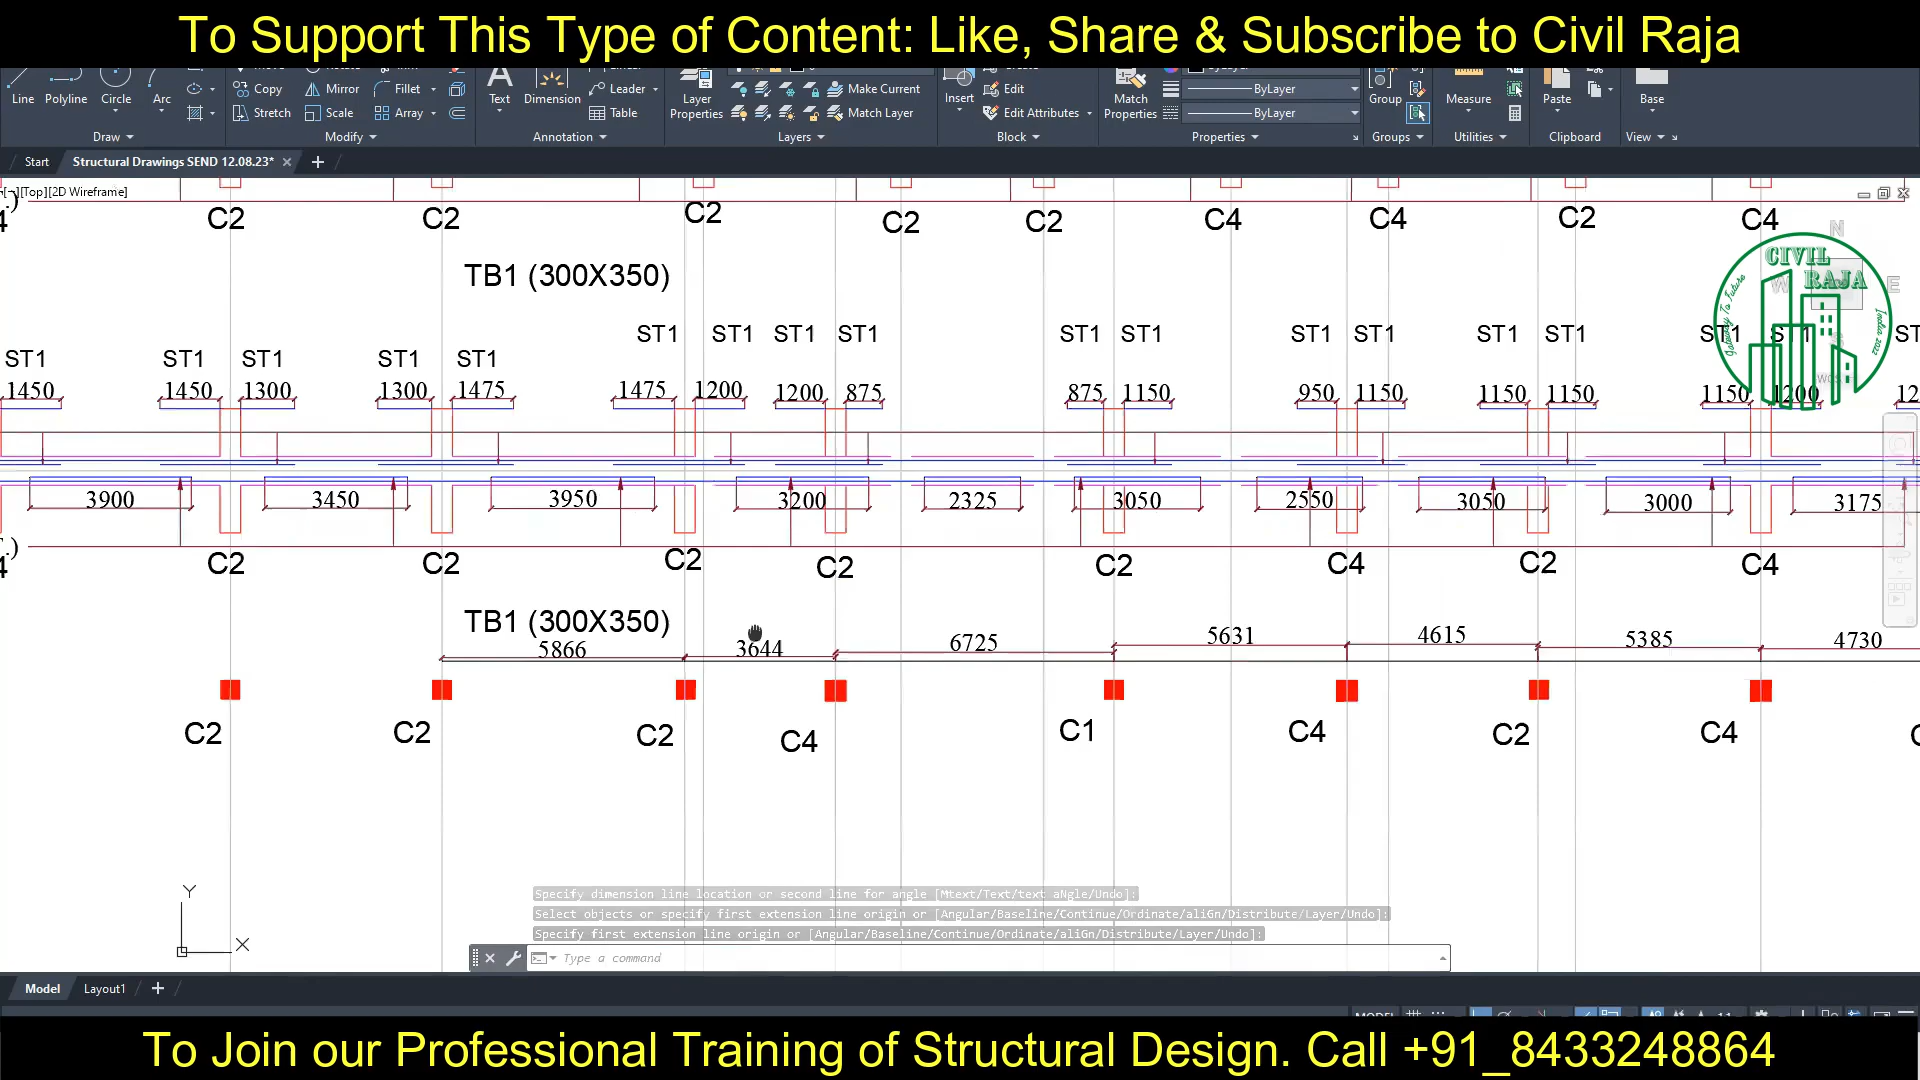 To Support This Type of Content: Like, Share & Subscribe to Civil Raja
Line Polyline Circle Arc
Copy Mirror Fillet
Stretch Scale Array
Text Dimension
Leader
Table
Layer Properties
Make Current
Match Layer
Insert
Edit
Edit Attributes
Match Properties
ByLayer
ByLayer
Group
Measure
Paste
Base
Draw Modify Annotation Layers Block Properties Groups Utilities Clipboard View
Start Structural Drawings SEND 12.08.23*
[-][Top][2D Wireframe]
C2 C2 C2 C2 C2 C4 C4 C2 C4
N
W E
CIVIL RAJA
Gateway To Future
India 2022
TB1 (300X350)
ST1 ST1 ST1 ST1 ST1 ST1 ST1 ST1 ST1 ST1 ST1 ST1
ST1 ST1 ST1 ST1 ST1
1450 1450 1300 1300 1475 1475 1200 1200 875 875 1150 950 1150 1150 1150 1150 1200
3900 3450 3950 3200 2325 3050 2550 3050 3000 3175
C2 C2 C2 C2 C2 C4 C2 C4
TB1 (300X350)
5866 3644 6725 5631 4615 5385 4730
C2 C2 C2 C4 C1 C4 C2 C4
Specify dimension line location or second line for angle [Mtext/Text/text aNgle/Undo]:
Select objects or specify first extension line origin or [Angular/Baseline/Continue/Ordinate/aliGn/Distribute/Layer/Undo]:
Specify first extension line origin or [Angular/Baseline/Continue/Ordinate/aliGn/Distribute/Layer/Undo]:
Y
X
Type a command
Model Layout1
MODEL
To Join our Professional Training of Structural Design. Call +91_8433248864